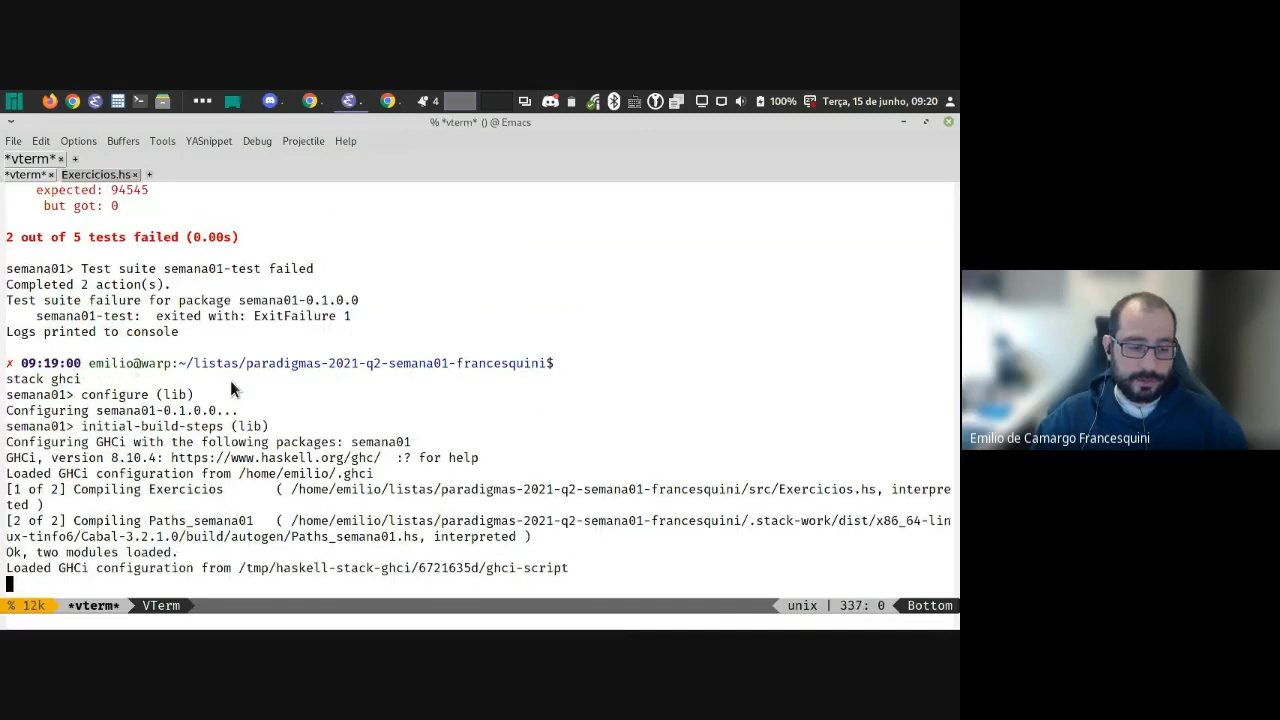 4
100%
Terça, 15 de junho, 09:20
% *vterm* () @ Emacs
File Edit Options Buffers Tools YASnippet Debug Projectile Help
*vterm*× +
*vterm*× Exercicios.hs× +
expected: 94545
but got: 0
2 out of 5 tests failed (0.00s)
semana01> Test suite semana01-test failed
Completed 2 action(s).
Test suite failure for package semana01-0.1.0.0
semana01-test:  exited with: ExitFailure 1
Logs printed to console
✗ 09:19:00 emilio@warp:~/listas/paradigmas-2021-q2-semana01-francesquini$
stack ghci
semana01> configure (lib)
Configuring semana01-0.1.0.0...
semana01> initial-build-steps (lib)
Configuring GHCi with the following packages: semana01
GHCi, version 8.10.4: https://www.haskell.org/ghc/  :? for help
Loaded GHCi configuration from /home/emilio/.ghci
[1 of 2] Compiling Exercicios       ( /home/emilio/listas/paradigmas-2021-q2-semana01-francesquini/src/Exercicios.hs, interpre
ted )
[2 of 2] Compiling Paths_semana01   ( /home/emilio/listas/paradigmas-2021-q2-semana01-francesquini/.stack-work/dist/x86_64-lin
ux-tinfo6/Cabal-3.2.1.0/build/autogen/Paths_semana01.hs, interpreted )
Ok, two modules loaded.
Loaded GHCi configuration from /tmp/haskell-stack-ghci/6721635d/ghci-script
% 12k *vterm* VTerm unix | 337: 0 Bottom
Emilio de Camargo Francesquini